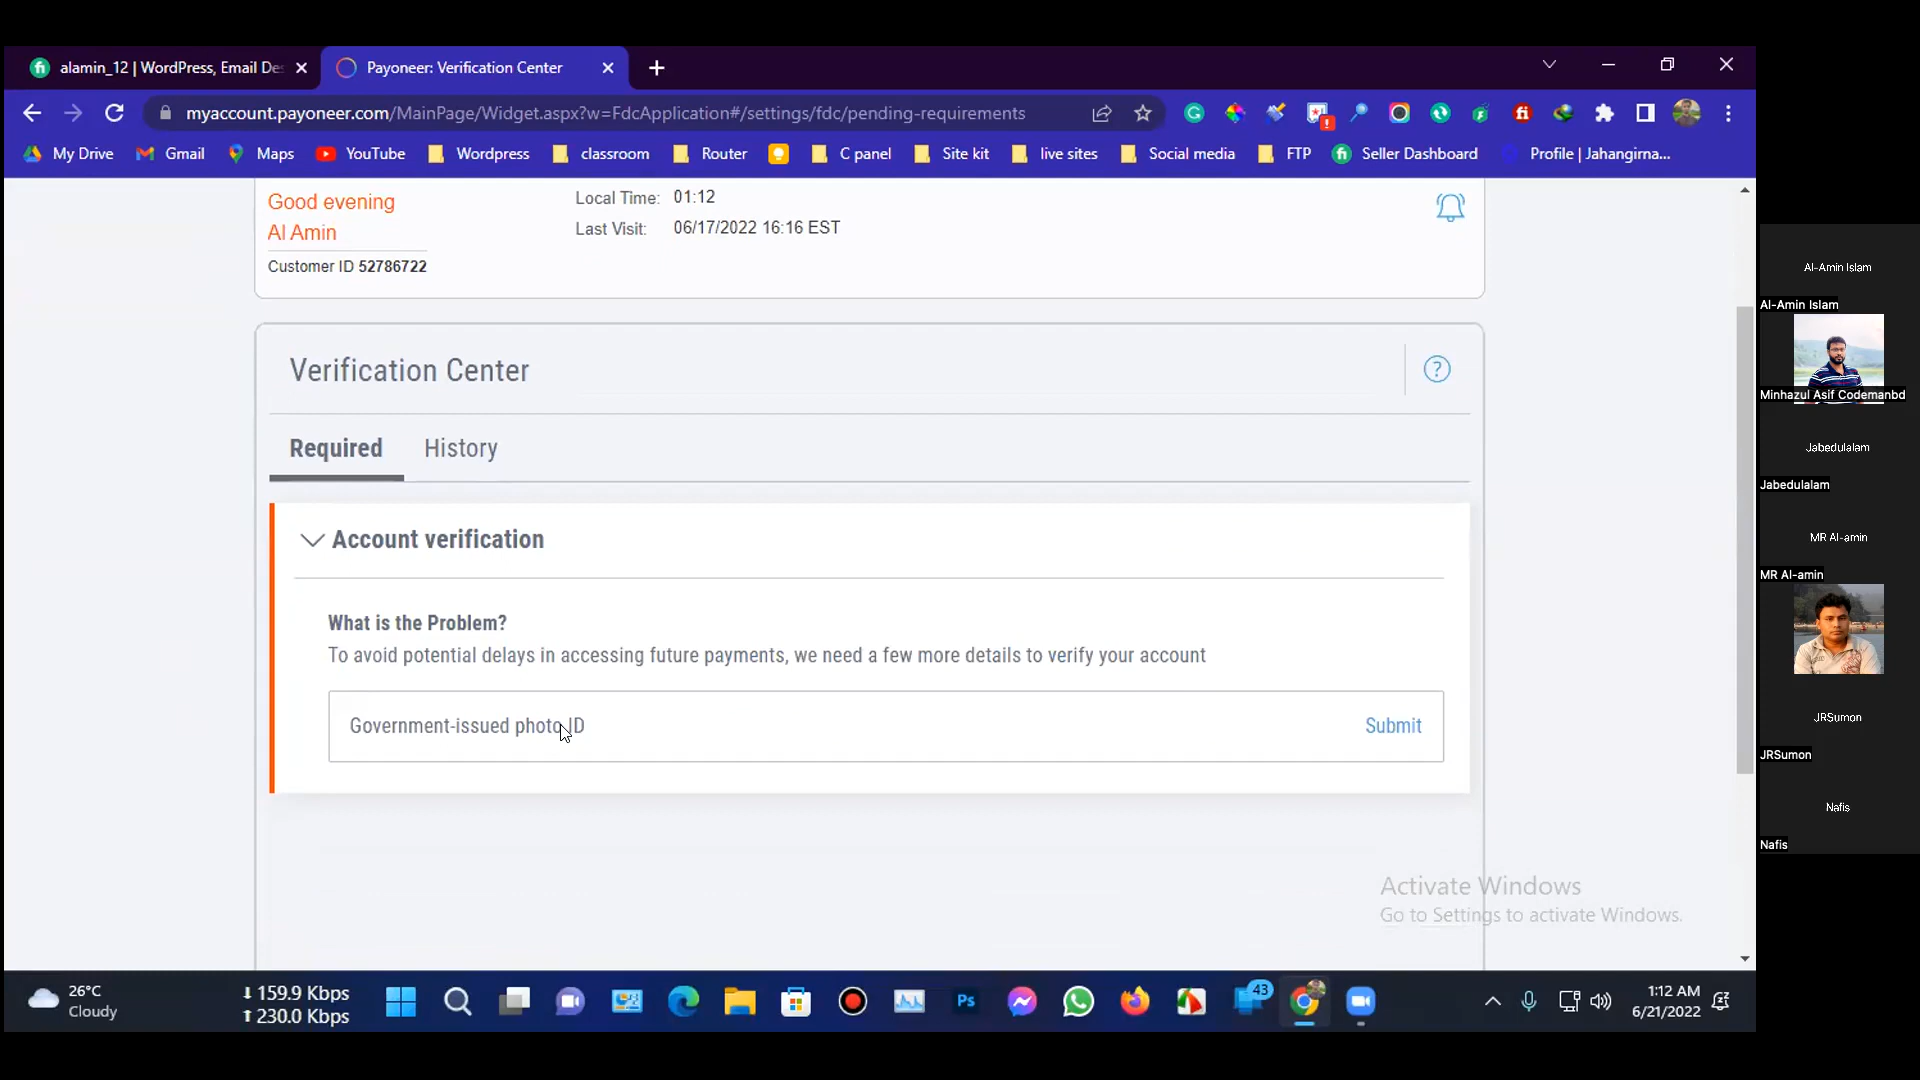 alamin_12 | WordPress, Email De
Payoneer: Verification Center
myaccount.payoneer.com/MainPage/Widget.aspx?w=FdcApplication#/settings/fdc/pending-requirements
My Drive
Gmail
Maps
YouTube
Wordpress
classroom
Router
C panel
Site kit
live sites
Social media
FTP
Seller Dashboard
Profile | Jahangirna...
Good evening
Al Amin
Customer ID 52786722
Local Time: 01:12
Last Visit: 06/17/2022 16:16 EST
Verification Center
?
Required
History
Account verification
What is the Problem?
To avoid potential delays in accessing future payments, we need a few more details to verify your account
Government-issued photo ID
Submit
Activate Windows
Go to Settings to activate Windows.
Al-Amin Islam
Al-Amin Islam
Minhazul Asif Codemanbd
Jabedulalam
Jabedulalam
MR Al-amin
MR Al-amin
JRSumon
JRSumon
Nafis
Nafis
26°C
Cloudy
159.9 Kbps
230.0 Kbps
Ps
43
1:12 AM
6/21/2022